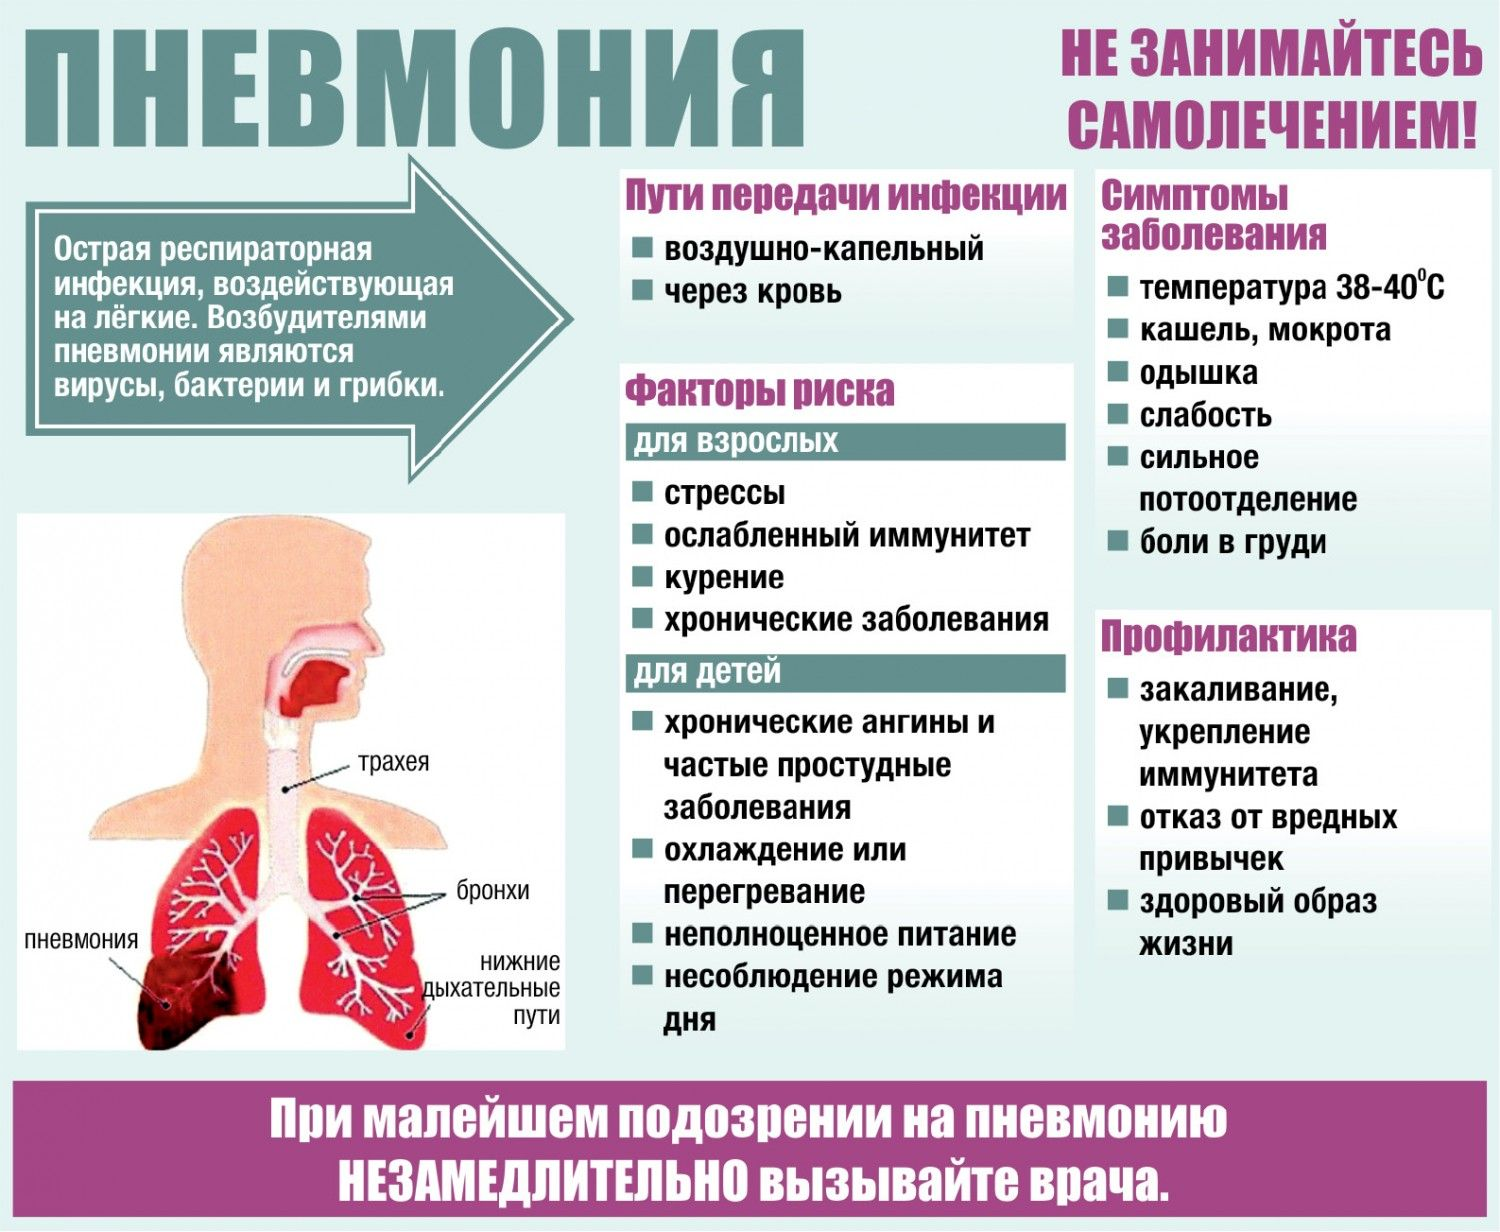 ПНЕВМОНИЯ
НЕ ЗАНИМАЙТЕСЬ
САМОЛЕЧЕНИЕМ!
Острая респираторная
инфекция, воздействующая
на лёгкие. Возбудителями
пневмонии являются
вирусы, бактерии и грибки.
трахея
бронхи
пневмония
нижние
дыхательные
пути
Пути передачи инфекции
воздушно-капельный
через кровь
Факторы риска
для взрослых
стрессы
ослабленный иммунитет
курение
хронические заболевания
для детей
хронические ангины и
частые простудные
заболевания
охлаждение или
перегревание
неполноценное питание
несоблюдение режима
дня
Симптомы
заболевания
температура 38-40⁰С
кашель, мокрота
одышка
слабость
сильное
потоотделение
боли в груди
Профилактика
закаливание,
укрепление
иммунитета
отказ от вредных
привычек
здоровый образ
жизни
При малейшем подозрении на пневмонию
НЕЗАМЕДЛИТЕЛЬНО вызывайте врача.